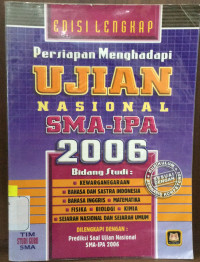 EDISI LENGKAP
Persiapan Menghadapi
UJIAN
NASIONAL
SMA-IPA
2006
Bidang Studi :
• KEWARGANEGARAAN
• BAHASA DAN SASTRA INDONESIA
• BAHASA INGGRIS • MATEMATIKA
• FISIKA • BIOLOGI • KIMIA
• SEJARAH NASIONAL DAN SEJARAH UMUM
DILENGKAPI DENGAN :
Prediksi Soal Ujian Nasional
SMA-IPA 2006
TIM
STUDI GURU
SMA